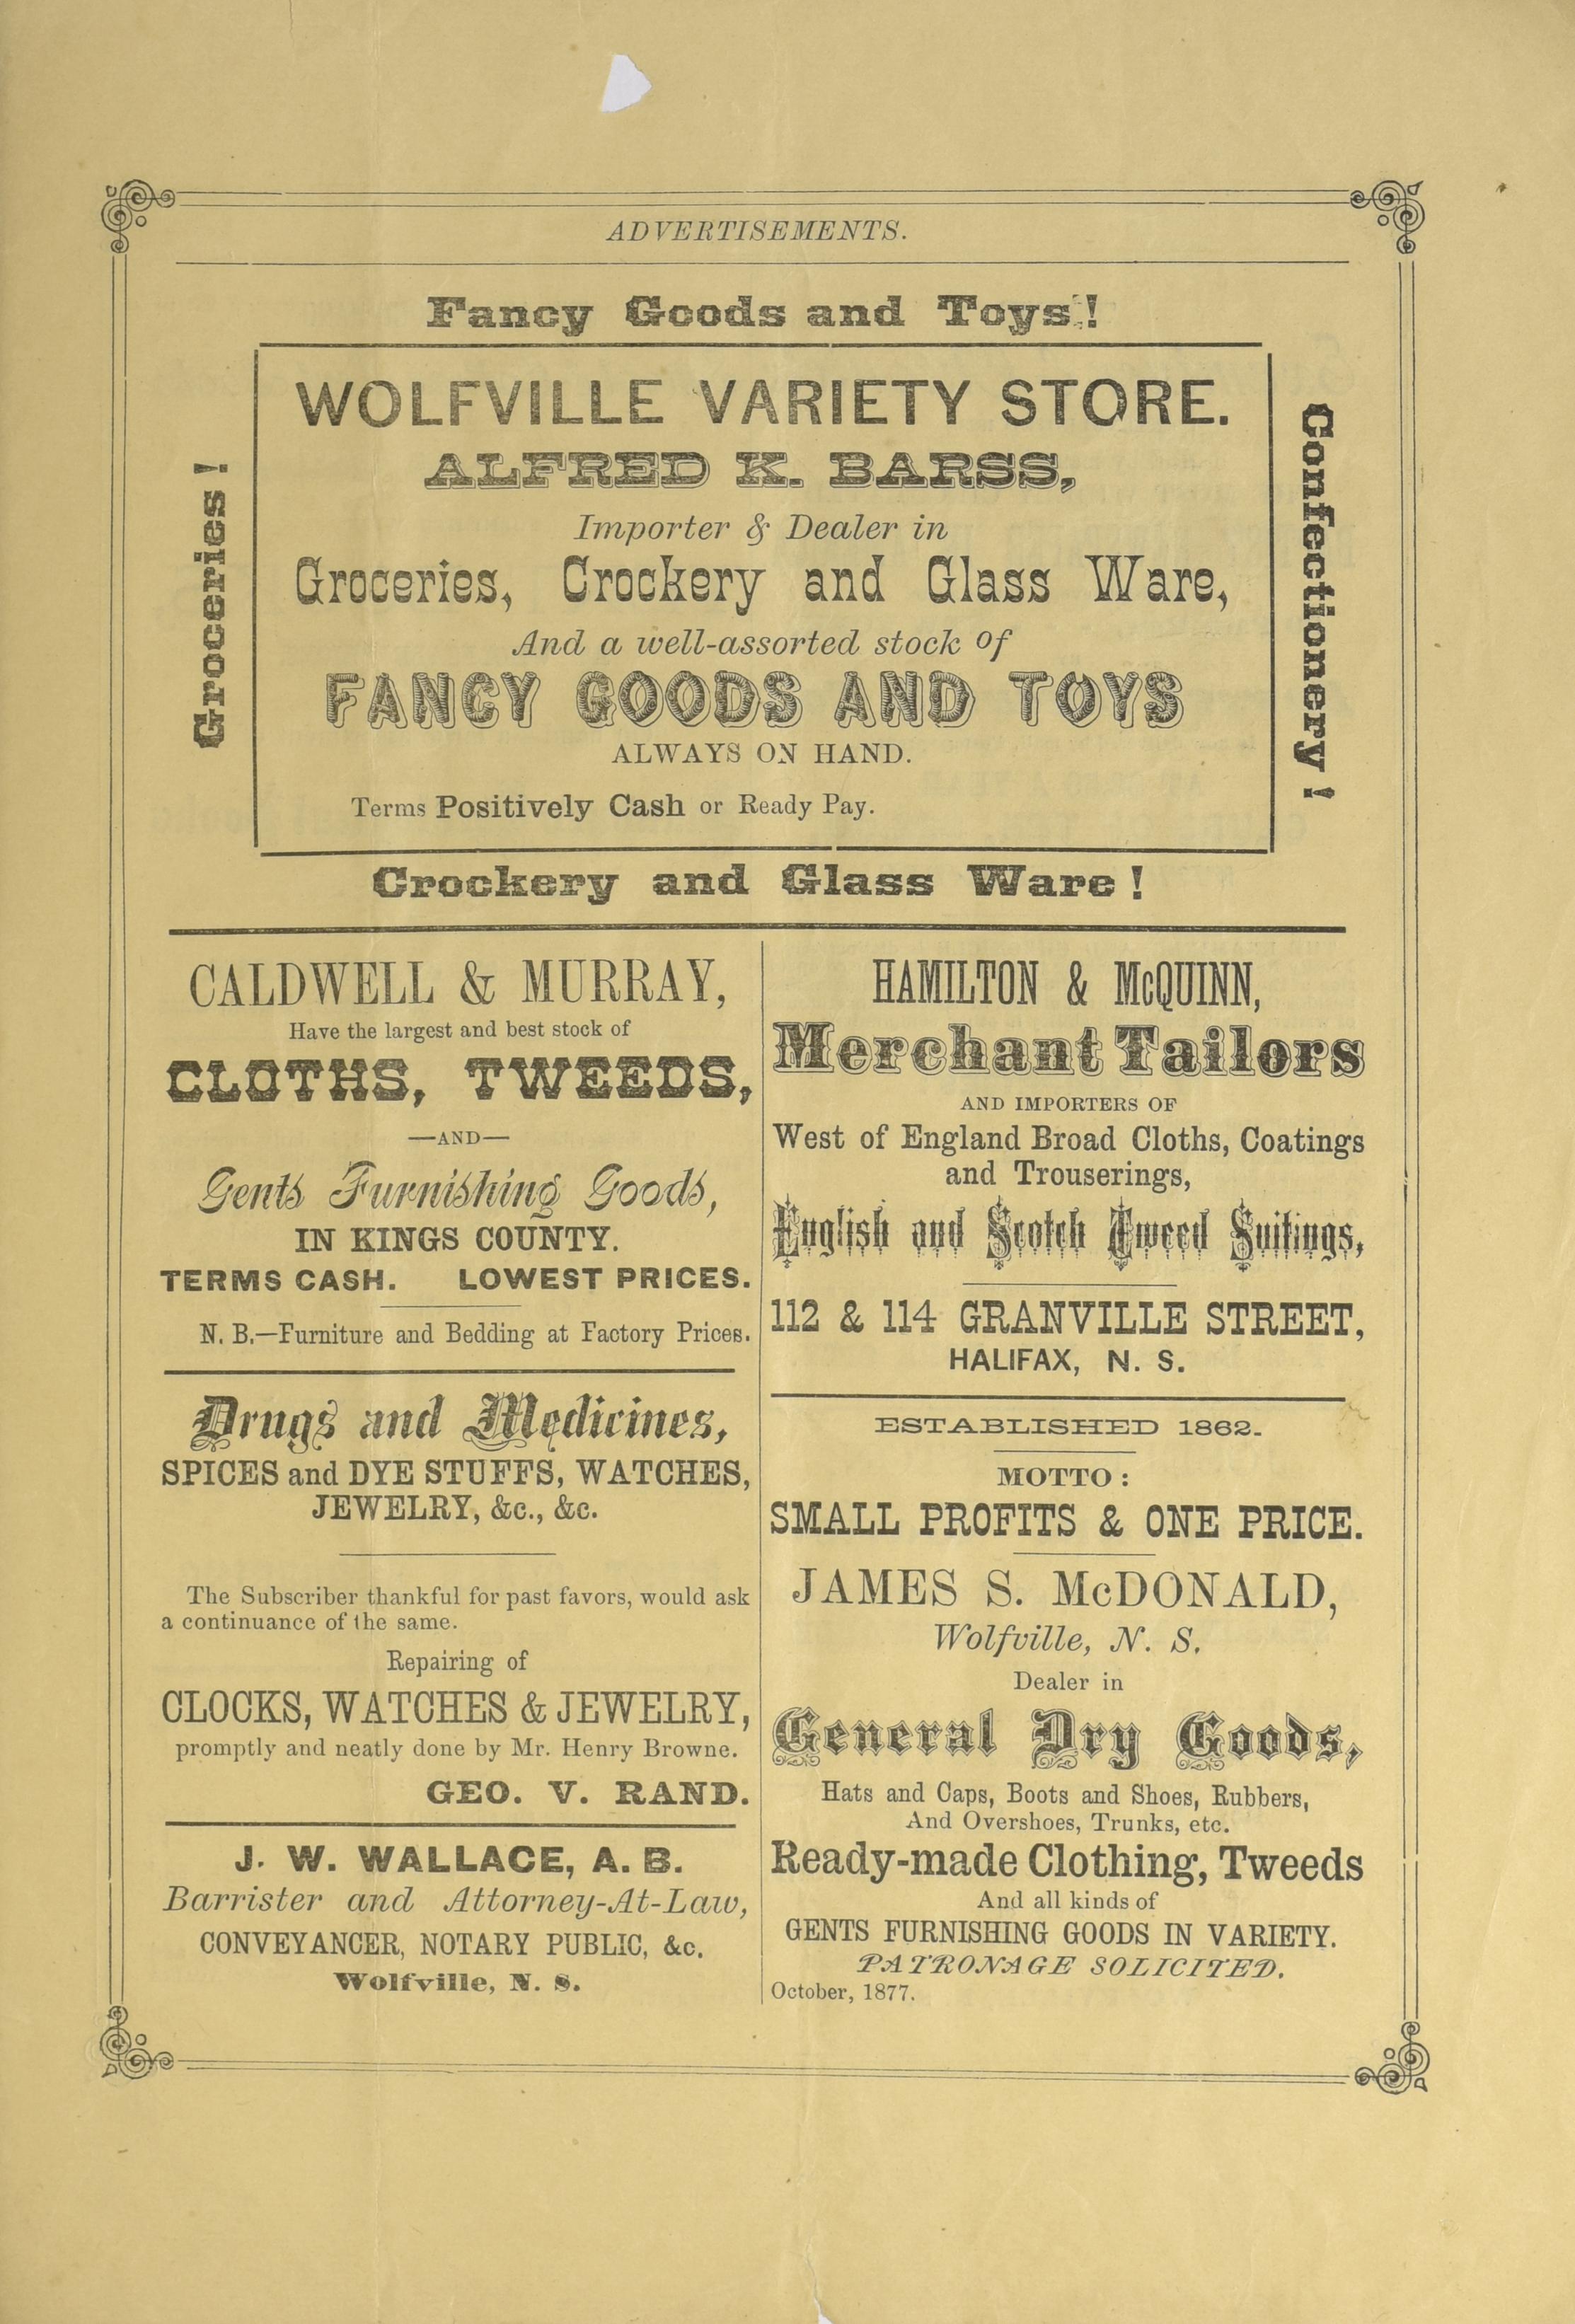 ADVERTISEMENTS.
Fancy Goods and Toys!
Groceries!
WOLFVILLE VARIETY STORE.
ALFRED K. BARSS,
Importer & Dealer in
Groceries, Crockery and Glass Ware,
And a well-assorted stock of
FANCY GOODS AND TOYS
ALWAYS ON HAND.
Terms Positively Cash or Ready Pay.
Confectionery!
Crockery and Glass Ware!
CALDWELL & MURRAY,
Have the largest and best stock of
CLOTHS, TWEEDS,
—AND—
Gents Furnishing Goods,
IN KINGS COUNTY.
TERMS CASH. LOWEST PRICES.
N. B.—Furniture and Bedding at Factory Prices.
Drugs and Medicines,
SPICES and DYE STUFFS, WATCHES,
JEWELRY, &c., &c.
The Subscriber thankful for past favors, would ask
a continuance of the same.
Repairing of
CLOCKS, WATCHES & JEWELRY,
promptly and neatly done by Mr. Henry Browne.
GEO. V. RAND.
J. W. WALLACE, A. B.
Barrister and Attorney-At-Law,
CONVEYANCER, NOTARY PUBLIC, &c.
Wolfville, N. S.
HAMILTON & McQUINN,
Merchant Tailors
AND IMPORTERS OF
West of England Broad Cloths, Coatings
and Trouserings,
English and Scotch Tweed Suitings,
112 & 114 GRANVILLE STREET,
HALIFAX, N. S.
ESTABLISHED 1862.
MOTTO:
SMALL PROFITS & ONE PRICE.
JAMES S. McDONALD,
Wolfville, N. S.
Dealer in
General Dry Goods,
Hats and Caps, Boots and Shoes, Rubbers,
And Overshoes, Trunks, etc.
Ready-made Clothing, Tweeds
And all kinds of
GENTS FURNISHING GOODS IN VARIETY.
PATRONAGE SOLICITED.
October, 1877.